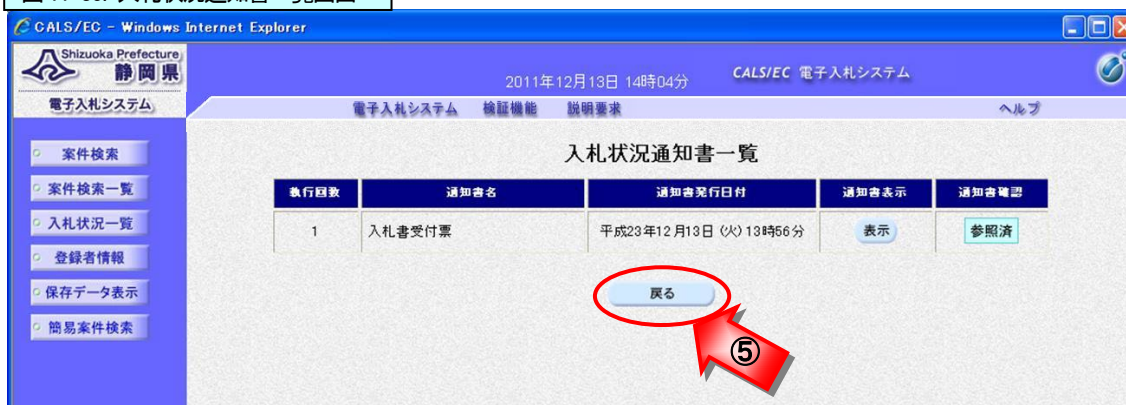 CALS/EC - Windows Internet Explorer
Shizuoka Prefecture
静岡県
電子入札システム
2011年12月13日 14時04分
CALS/EC 電子入札システム
電子入札システム 検証機能 説明要求 ヘルプ
案件検索
案件検索一覧
入札状況一覧
登録者情報
保存データ表示
簡易案件検索
入札状況通知書一覧
執行回数 通知書名 通知書発行日付 通知書表示 通知書確認
1 入札書受付票 平成23年12月13日 (火) 13時56分 表示 参照済
戻る
⑤